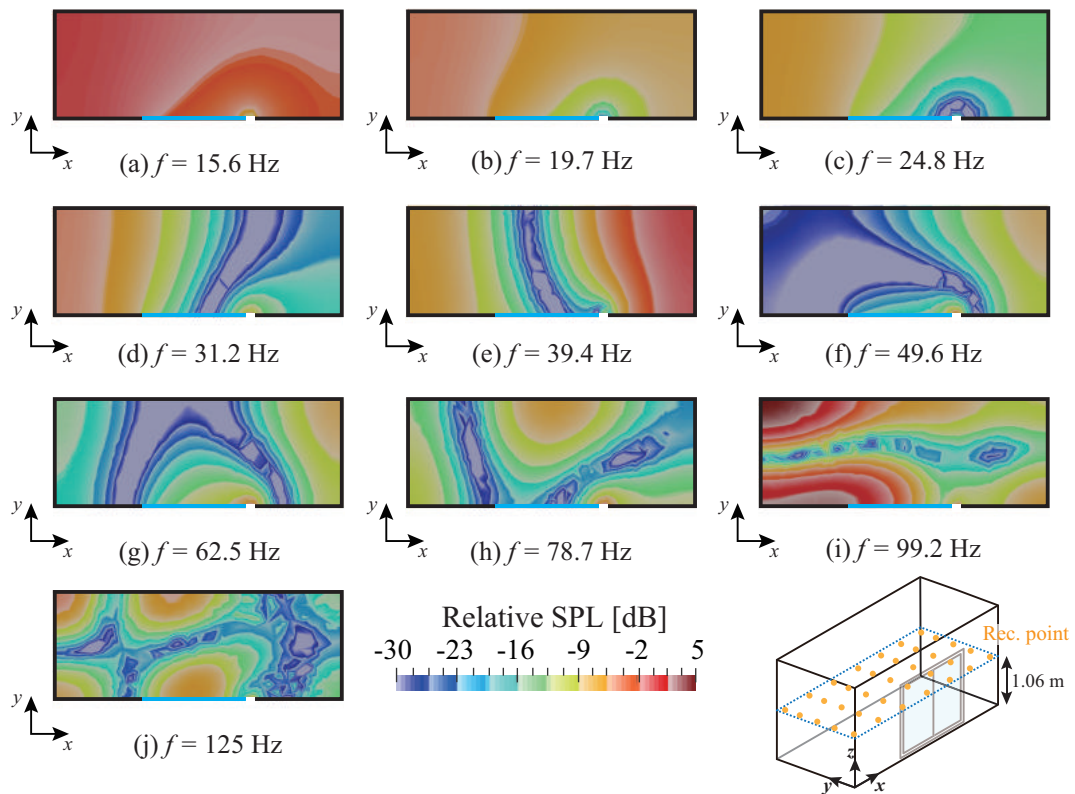 y
x
(a) f = 15.6 Hz
y
x
(b) f = 19.7 Hz
y
x
(c) f = 24.8 Hz
y
x
(d) f = 31.2 Hz
y
x
(e) f = 39.4 Hz
y
x
(f) f = 49.6 Hz
y
x
(g) f = 62.5 Hz
y
x
(h) f = 78.7 Hz
y
x
(i) f = 99.2 Hz
y
x
(j) f = 125 Hz
Relative SPL [dB]
-30 -23 -16 -9 -2 5
Rec. point
1.06 m
z
y
x